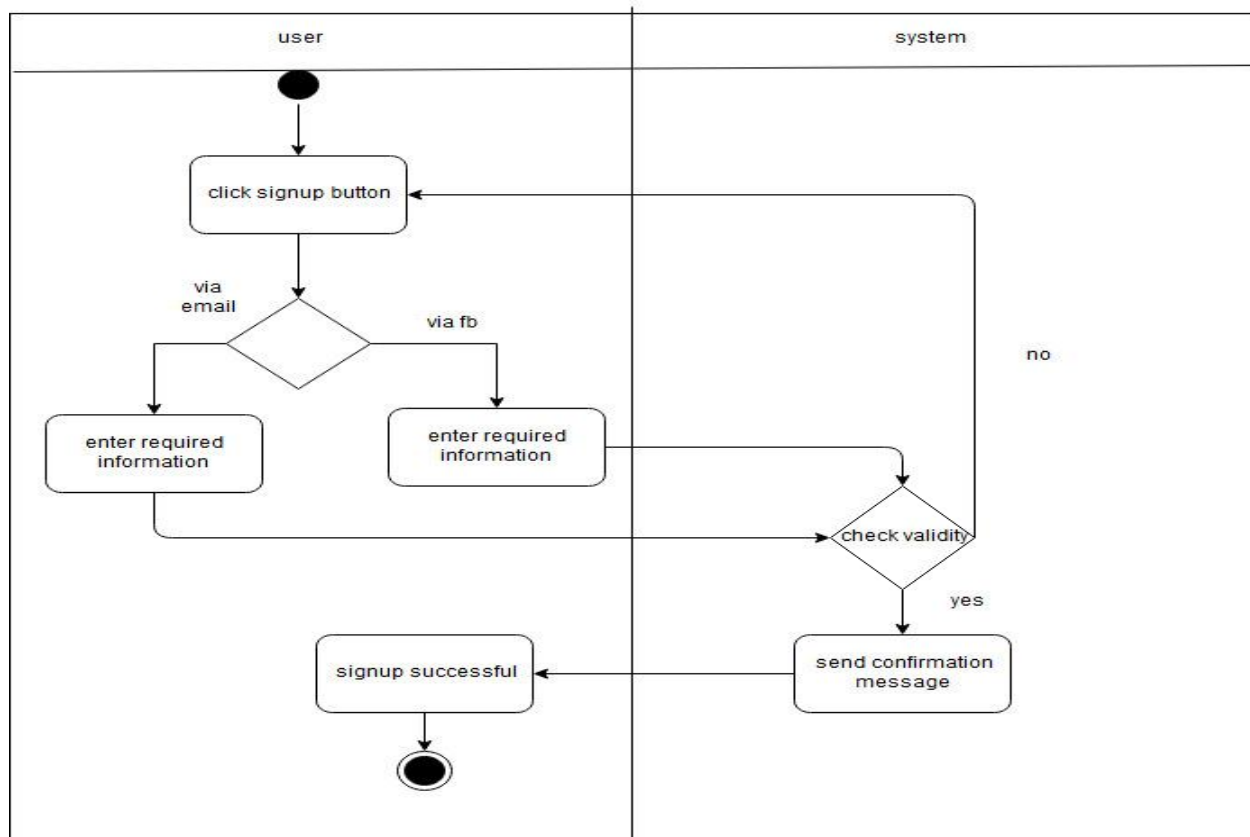 user
system
click signup button
via
email
via fb
no
enter required
information
enter required
information
check validity
yes
signup successful
send confirmation
message